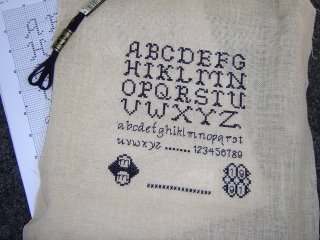 ABCDEFG
HIKLMN
OPQRSTU
VWXYZ
abcdefghiklmnopqrst
uvwxyz ....... 123456789